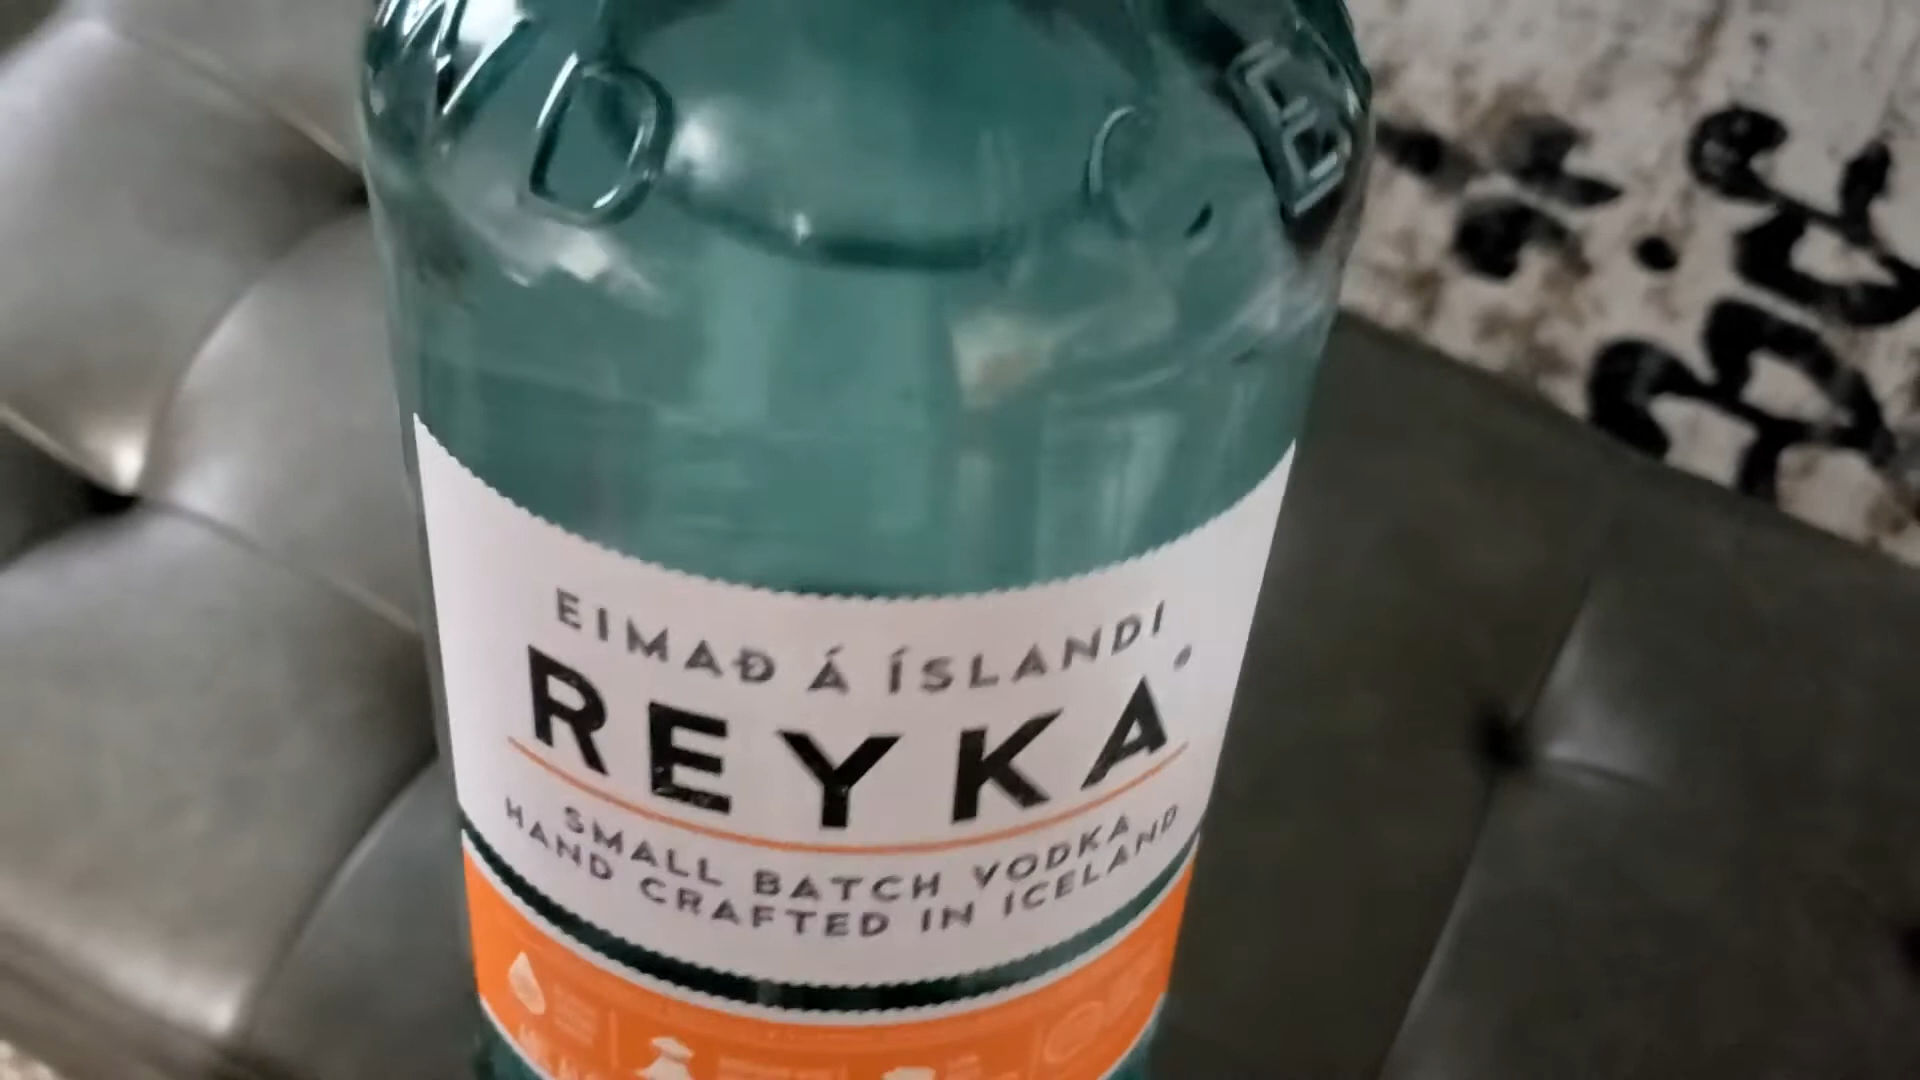 EIMAÐ Á ÍSLANDI
REYKA
SMALL BATCH VODKA
HAND CRAFTED IN ICELAND